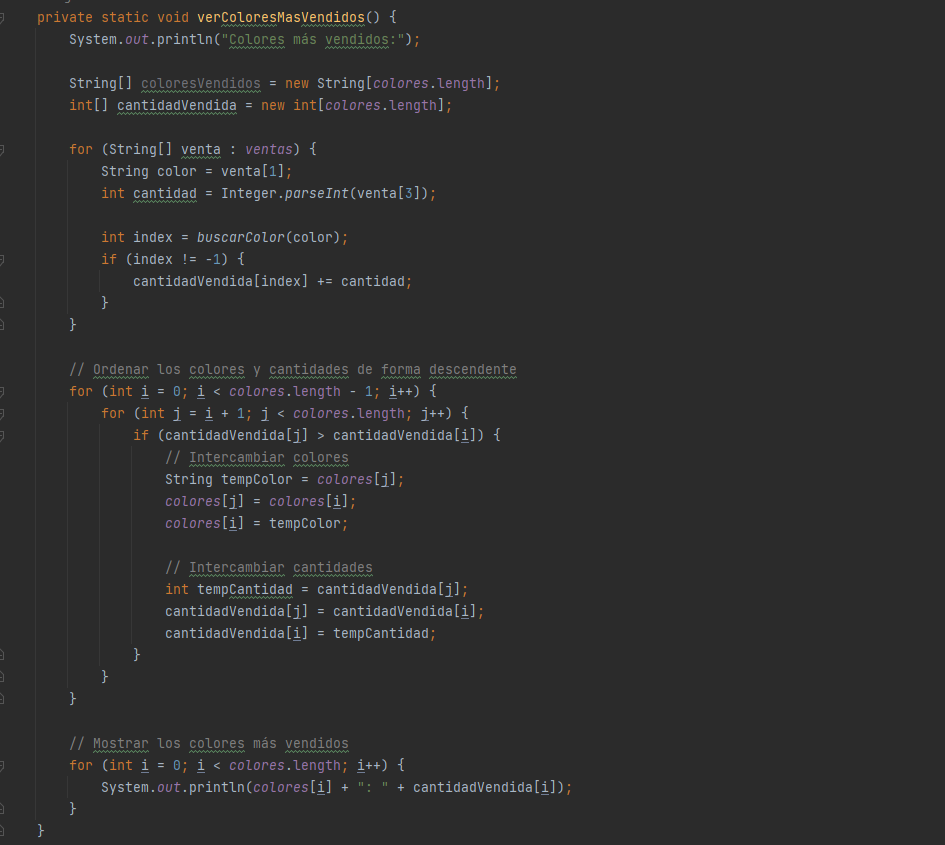 private static void verColoresMasVendidos() {
System.out.println("Colores más vendidos:");
String[] coloresVendidos = new String[colores.length];
int[] cantidadVendida = new int[colores.length];
for (String[] venta : ventas) {
String color = venta[1];
int cantidad = Integer.parseInt(venta[3]);
int index = buscarColor(color);
if (index != -1) {
cantidadVendida[index] += cantidad;
}
}
// Ordenar los colores y cantidades de forma descendente
for (int i = 0; i < colores.length - 1; i++) {
for (int j = i + 1; j < colores.length; j++) {
if (cantidadVendida[j] > cantidadVendida[i]) {
// Intercambiar colores
String tempColor = colores[j];
colores[j] = colores[i];
colores[i] = tempColor;
// Intercambiar cantidades
int tempCantidad = cantidadVendida[j];
cantidadVendida[j] = cantidadVendida[i];
cantidadVendida[i] = tempCantidad;
}
}
}
// Mostrar los colores más vendidos
for (int i = 0; i < colores.length; i++) {
System.out.println(colores[i] + ": " + cantidadVendida[i]);
}
}